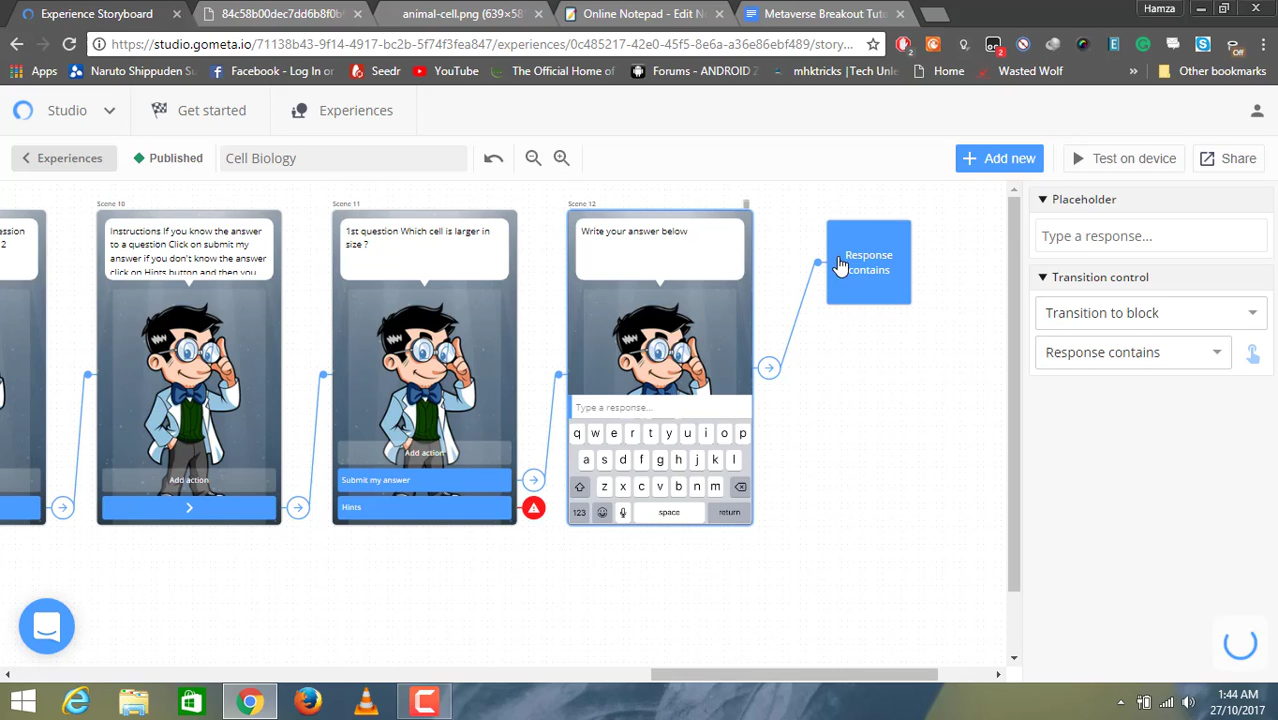 Experience Storyboard
84c58b00dec7dd6b8f0b
animal-cell.png (639×58
Online Notepad - Edit N
Metaverse Breakout Tuto
Hamza
https://studio.gometa.io/71138b43-9f14-4917-bc2b-5f74f3fea847/experiences/0c485217-42e0-45f5-8e6a-a36e86ebf489/story...
Apps
Naruto Shippuden Su
Facebook - Log In or
Seedr
YouTube
The Official Home of
Forums - ANDROID Z
mhktricks |Tech Unle
Home
Wasted Wolf
»
Other bookmarks
Studio
Get started
Experiences
Experiences
Published
Cell Biology
Add new
Test on device
Share
Scene 10
Scene 11
Scene 12
ession
2
Instructions If you know the answer
to a question Click on submit my
answer if you don't know the answer
click on Hints button and then you
Add action
1st question Which cell is larger in
size ?
Add action
Submit my answer
Hints
Write your answer below
Type a response...
q w e r t y u i o p
a s d f g h j k l
z x c v b n m
123 space return
Response
contains
Placeholder
Type a response...
Transition control
Transition to block
Response contains
1:44 AM
27/10/2017